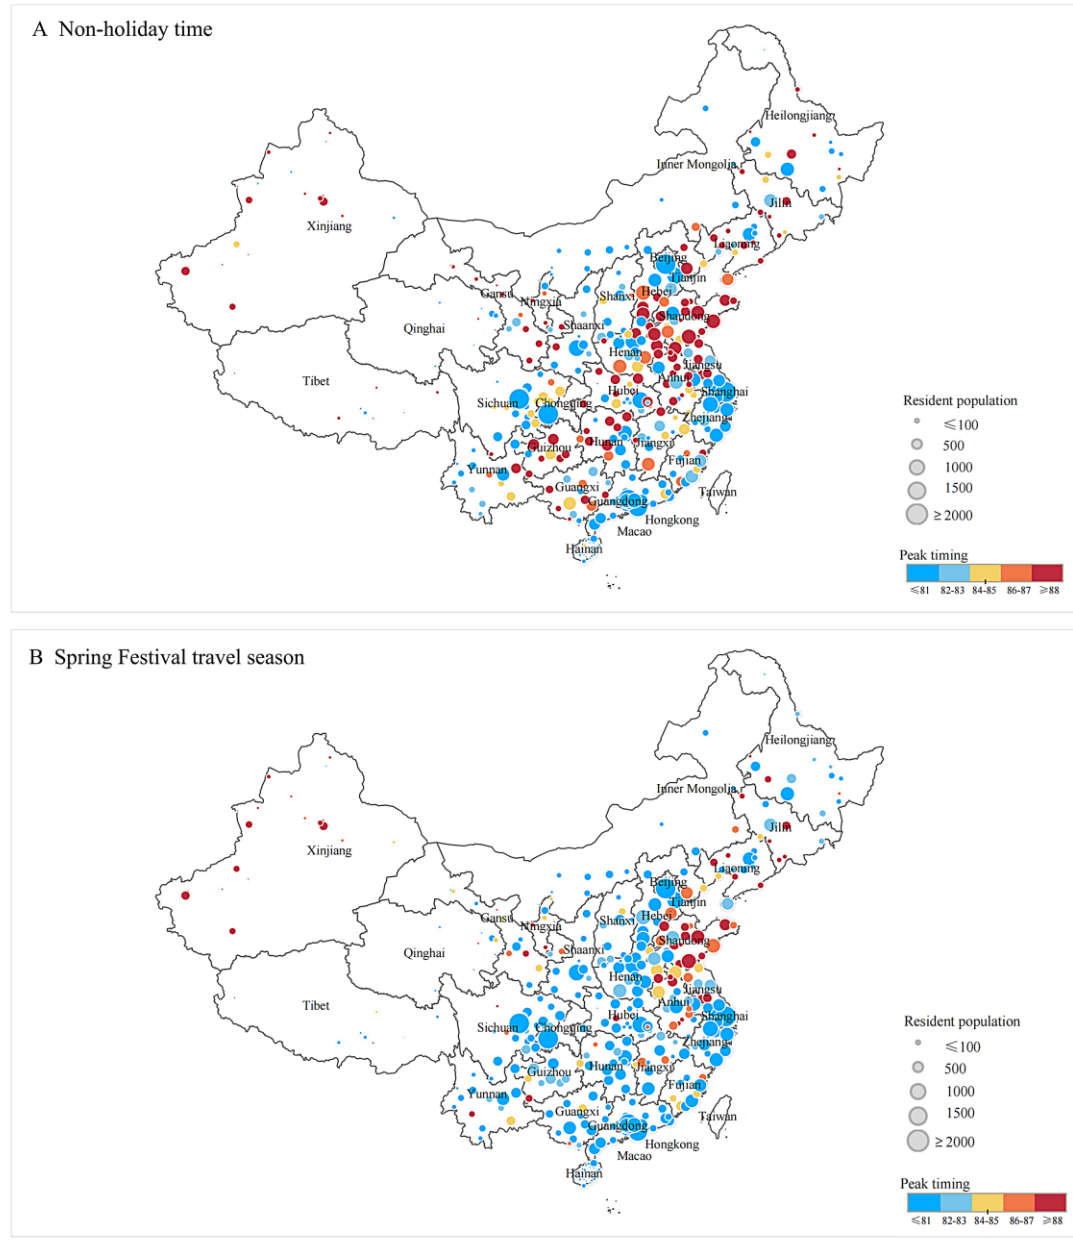 A Non-holiday time
Heilongjiang
Inner Mongolia
Jilin
Xinjiang
Liaoning
Beijing
Tianjin
Gansu
Shanxi
Hebei
Ningxia
Qinghai
Shaanxi
Shandong
Henan
Jiangsu
Tibet
Anhui
Hubei
Shanghai
Sichuan
Chongqing
Zhejiang
Guizhou
Hunan
Jiangxi
Yunnan
Fujian
Guangxi
Taiwan
Guangdong
Hongkong
Macao
Hainan
Resident population
≤100
500
1000
1500
≥2000
Peak timing
≤81 82-83 84-85 86-87 ≥88
B Spring Festival travel season
Heilongjiang
Inner Mongolia
Jilin
Xinjiang
Liaoning
Beijing
Tianjin
Gansu
Shanxi
Hebei
Ningxia
Qinghai
Shaanxi
Shandong
Henan
Jiangsu
Tibet
Anhui
Hubei
Shanghai
Sichuan
Chongqing
Zhejiang
Guizhou
Hunan
Jiangxi
Yunnan
Fujian
Guangxi
Taiwan
Guangdong
Hongkong
Macao
Hainan
Resident population
≤100
500
1000
1500
≥2000
Peak timing
≤81 82-83 84-85 86-87 ≥88